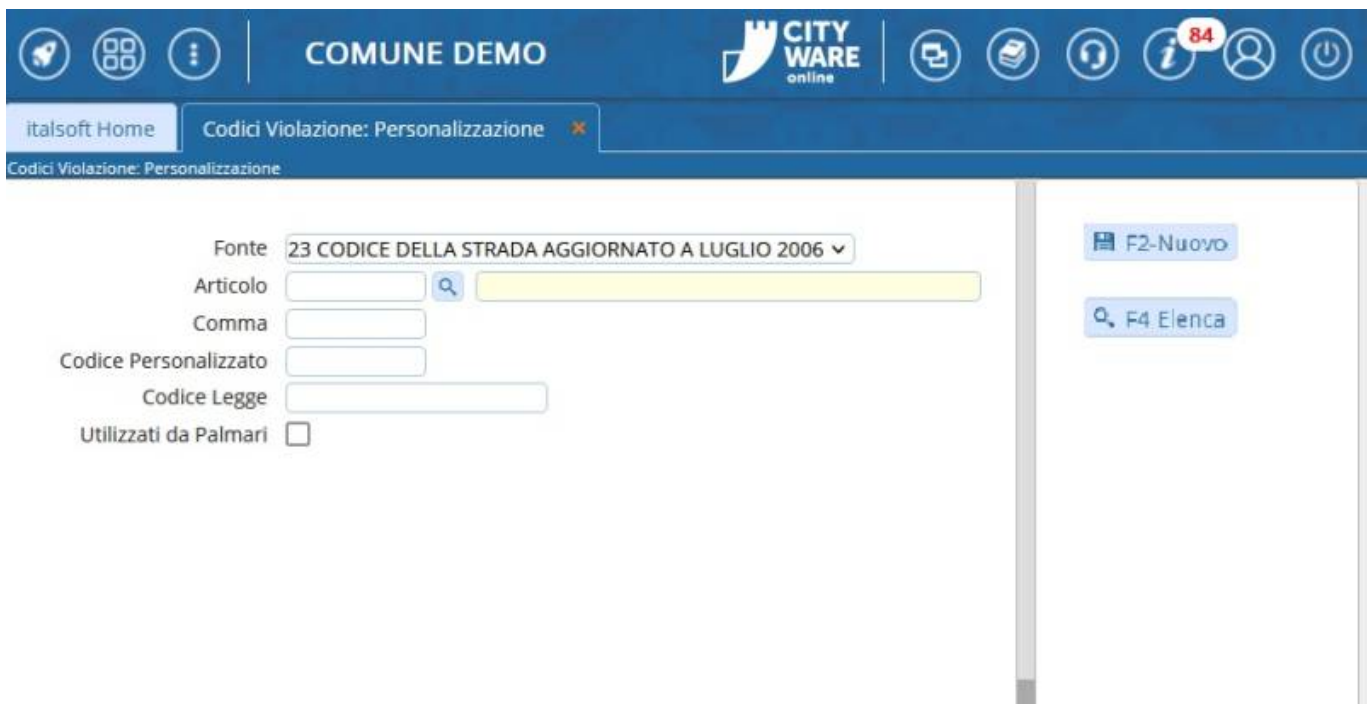 COMUNE DEMO
CITY
WARE
online
84
italsoft Home
Codici Violazione: Personalizzazione
Codici Violazione: Personalizzazione
Fonte 23 CODICE DELLA STRADA AGGIORNATO A LUGLIO 2006
F2-Nuovo
Articolo
Comma
F4 Elenca
Codice Personalizzato
Codice Legge
Utilizzati da Palmari